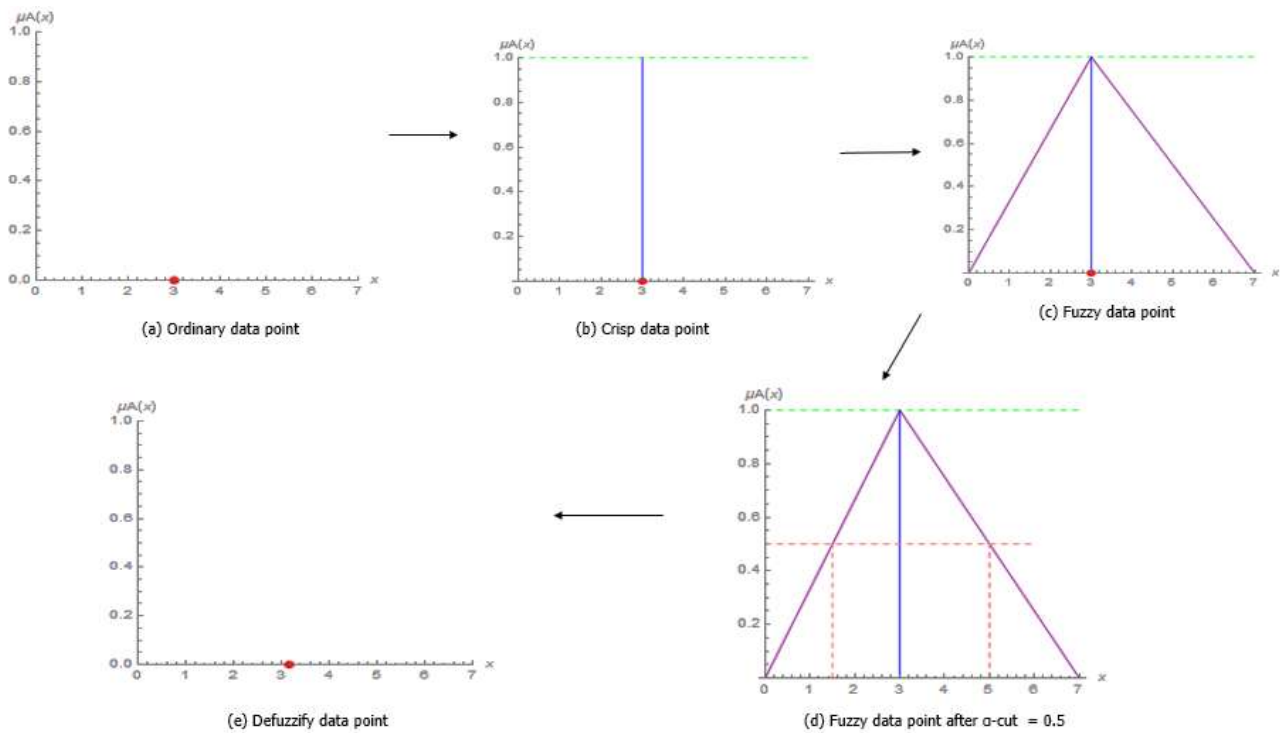 μA(x)
1.0
0.8
0.6
0.4
0.2
0.0
0 1 2 3 4 5 6 7 x
(a) Ordinary data point
μA(x)
1.0
0.8
0.6
0.4
0.2
0 1 2 3 4 5 6 7 x
(b) Crisp data point
μA(x)
1.0
0.8
0.6
0.4
0.2
0 1 2 3 4 5 6 7 x
(c) Fuzzy data point
μA(x)
1.0
0.8
0.6
0.4
0.2
0 1 2 3 4 5 6 7 x
(d) Fuzzy data point after α-cut = 0.5
μA(x)
1.0
0.8
0.6
0.4
0.2
0.0
0 1 2 3 4 5 6 7 x
(e) Defuzzify data point